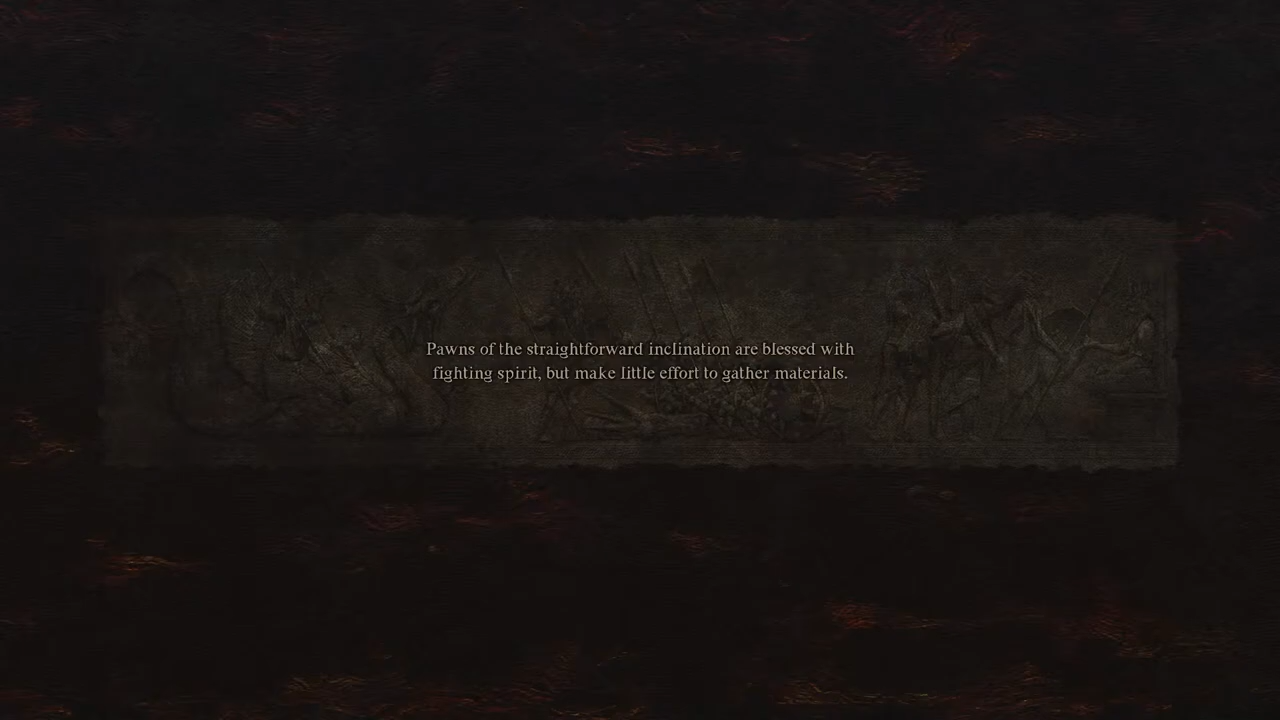 Pawns of the straightforward inclination are blessed with
fighting spirit, but make little effort to gather materials.